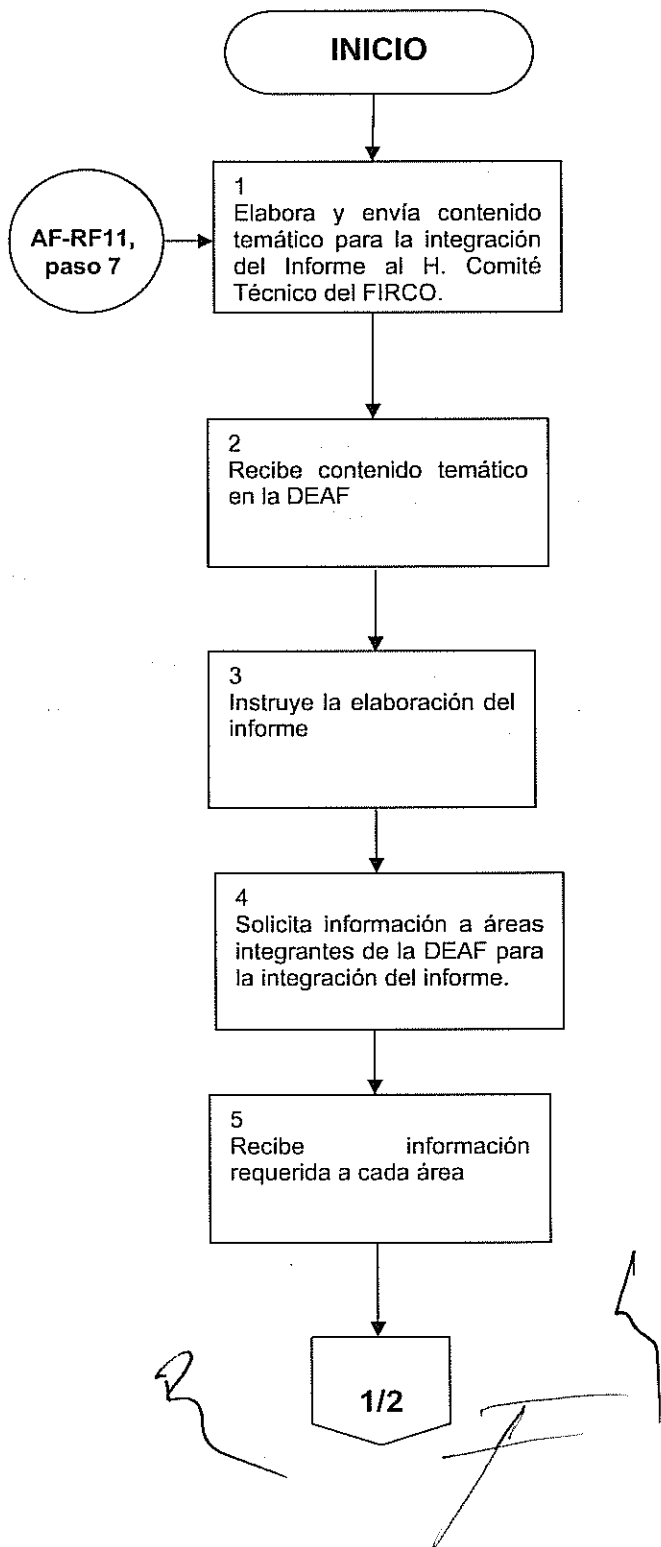 INICIO
AF-RF11,
paso 7
1
Elabora y envía contenido
temático para la integración
del Informe al H. Comité
Técnico del FIRCO.
2
Recibe contenido temático
en la DEAF
3
Instruye la elaboración del
informe
4
Solicita información a áreas
integrantes de la DEAF para
la integración del informe.
5
Recibe información
requerida a cada área
1/2